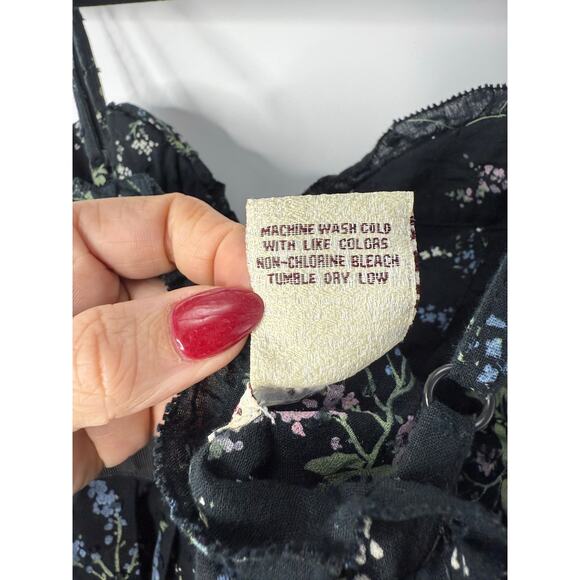 MACHINE WASH COLD
WITH LIKE COLORS
NON-CHLORINE BLEACH
TUMBLE DRY LOW